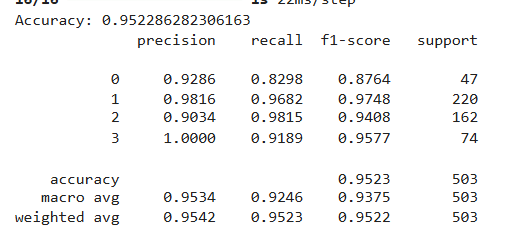 1s 22ms/step
Accuracy: 0.952286282306163
precision recall f1-score support
0 0.9286 0.8298 0.8764 47
1 0.9816 0.9682 0.9748 220
2 0.9034 0.9815 0.9408 162
3 1.0000 0.9189 0.9577 74
accuracy 0.9523 503
macro avg 0.9534 0.9246 0.9375 503
weighted avg 0.9542 0.9523 0.9522 503